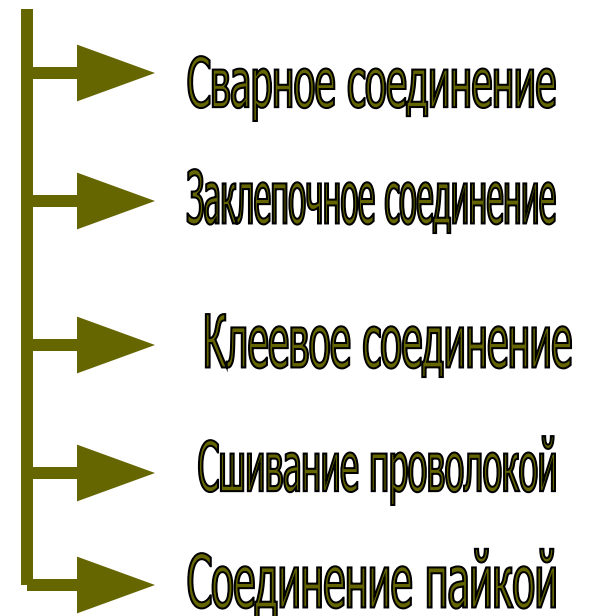 Сварное соединение
Заклепочное соединение
Клеевое соединение
Сшивание проволокой
Соединение пайкой